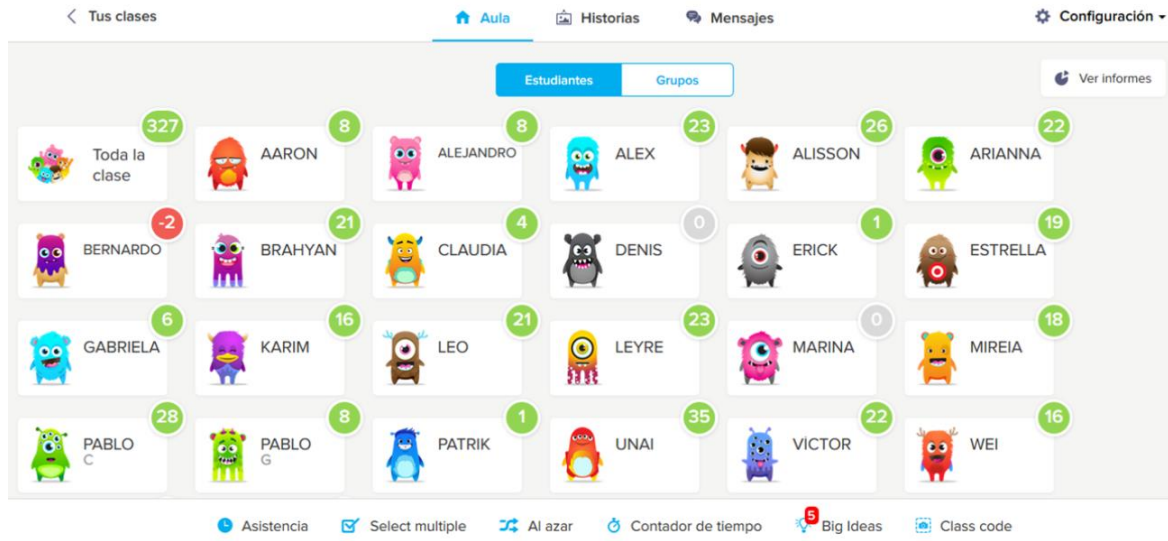 Tus clases
Aula
Historias
Mensajes
Configuración
Estudiantes
Grupos
Ver informes
327
Toda la
clase
8
AARON
8
ALEJANDRO
23
ALEX
26
ALISSON
22
ARIANNA
-2
BERNARDO
21
BRAHYAN
4
CLAUDIA
0
DENIS
1
ERICK
19
ESTRELLA
6
GABRIELA
16
KARIM
21
LEO
23
LEYRE
0
MARINA
18
MIREIA
28
PABLO
C
8
PABLO
G
1
PATRIK
35
UNAI
22
VÍCTOR
16
WEI
Asistencia
Select multiple
Al azar
Contador de tiempo
5
Big Ideas
Class code